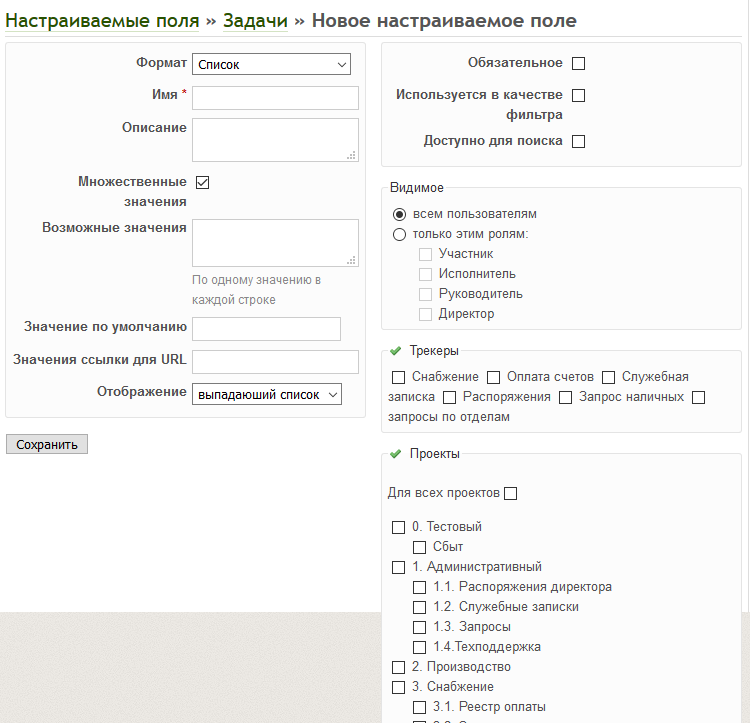 Настраиваемые поля » Задачи » Новое настраиваемое поле
Формат Список
Имя *
Описание
Множественные
значения
Возможные значения
По одному значению в
каждой строке
Значение по умолчанию
Значения ссылки для URL
Отображение выпадаюший список
Сохранить
Обязательное
Используется в качестве
фильтра
Доступно для поиска
Видимое
всем пользователям
только этим ролям:
Участник
Исполнитель
Руководитель
Директор
Трекеры
Снабжение Оплата счетов Служебная
записка Распоряжения Запрос наличных
запросы по отделам
Проекты
Для всех проектов
0. Тестовый
Сбыт
1. Административный
1.1. Распоряжения директора
1.2. Служебные записки
1.3. Запросы
1.4.Техподдержка
2. Производство
3. Снабжение
3.1. Реестр оплаты